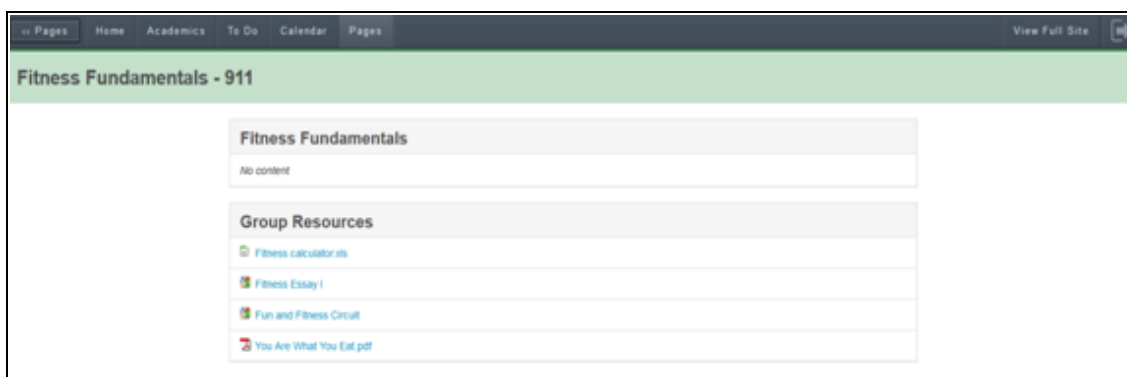 ‹‹ Pages Home Academics To Do Calendar Pages View Full Site
Fitness Fundamentals - 911
Fitness Fundamentals
No content
Group Resources
Fitness calculator.xls
Fitness Essay I
Fun and Fitness Circuit
You Are What You Eat.pdf